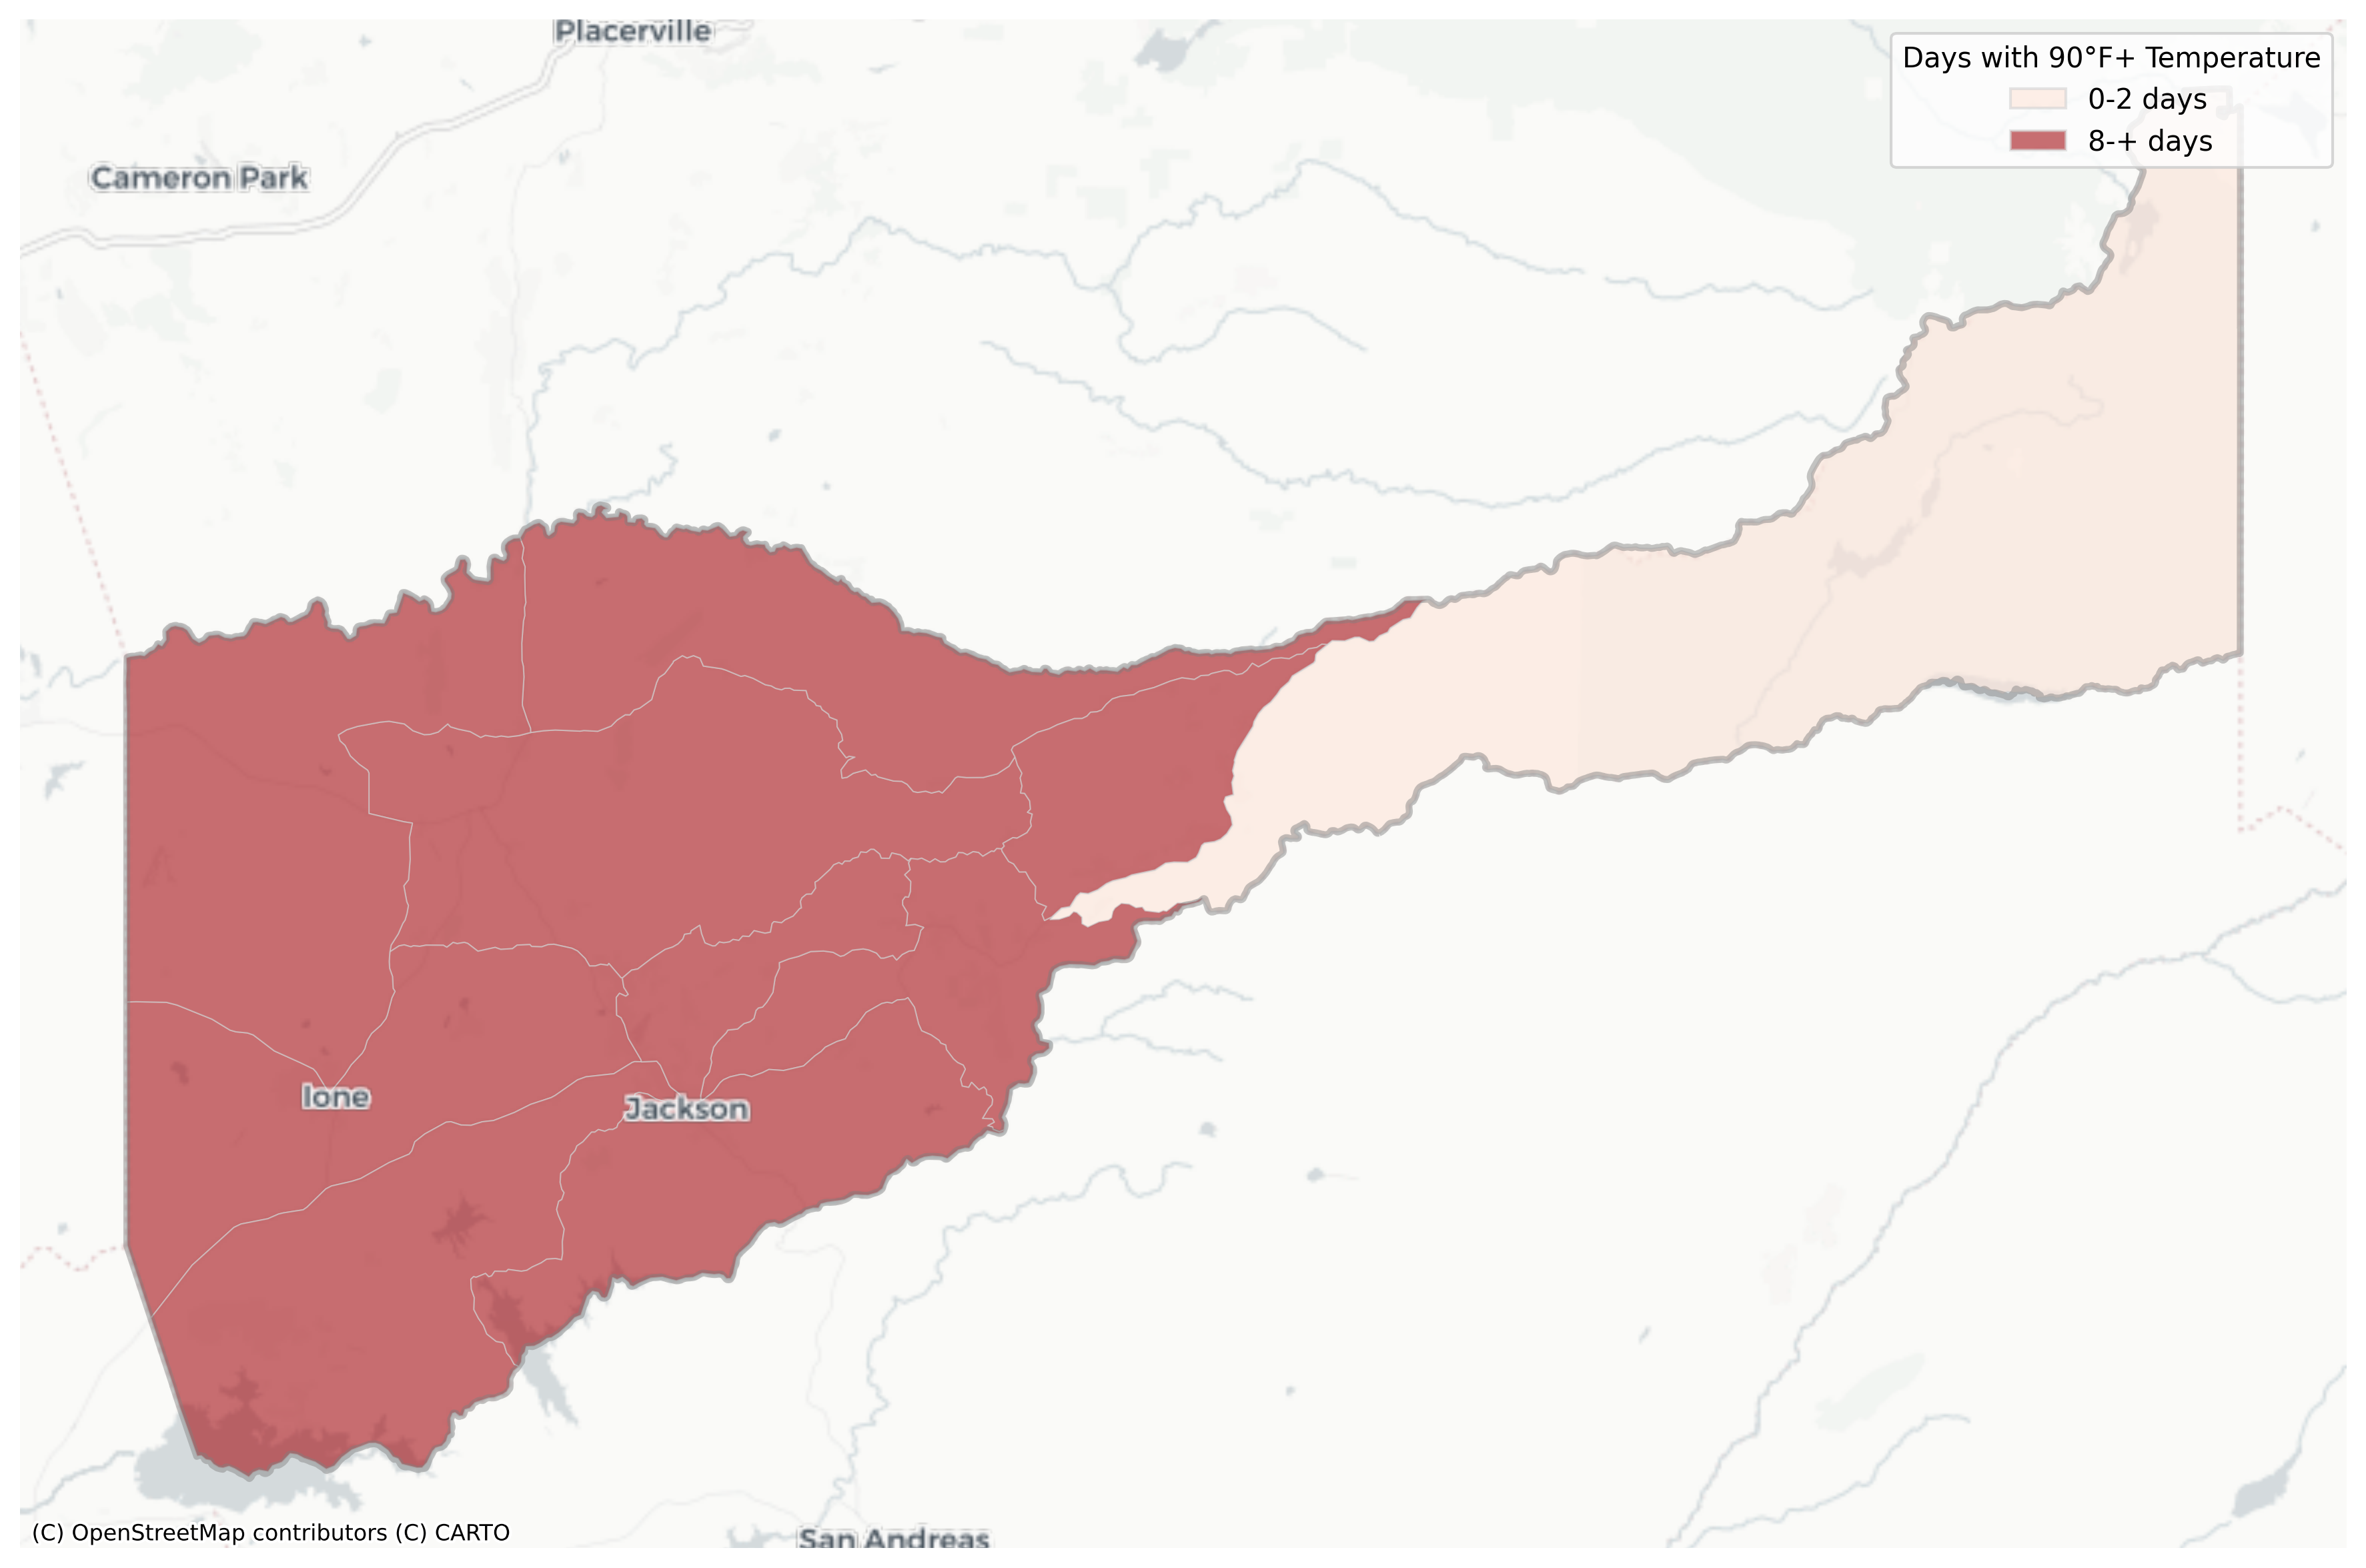 Placerville
Days with 90°F+ Temperature
0-2 days
8-+ days
Cameron Park
Ione
Jackson
San Andreas
(C) OpenStreetMap contributors (C) CARTO